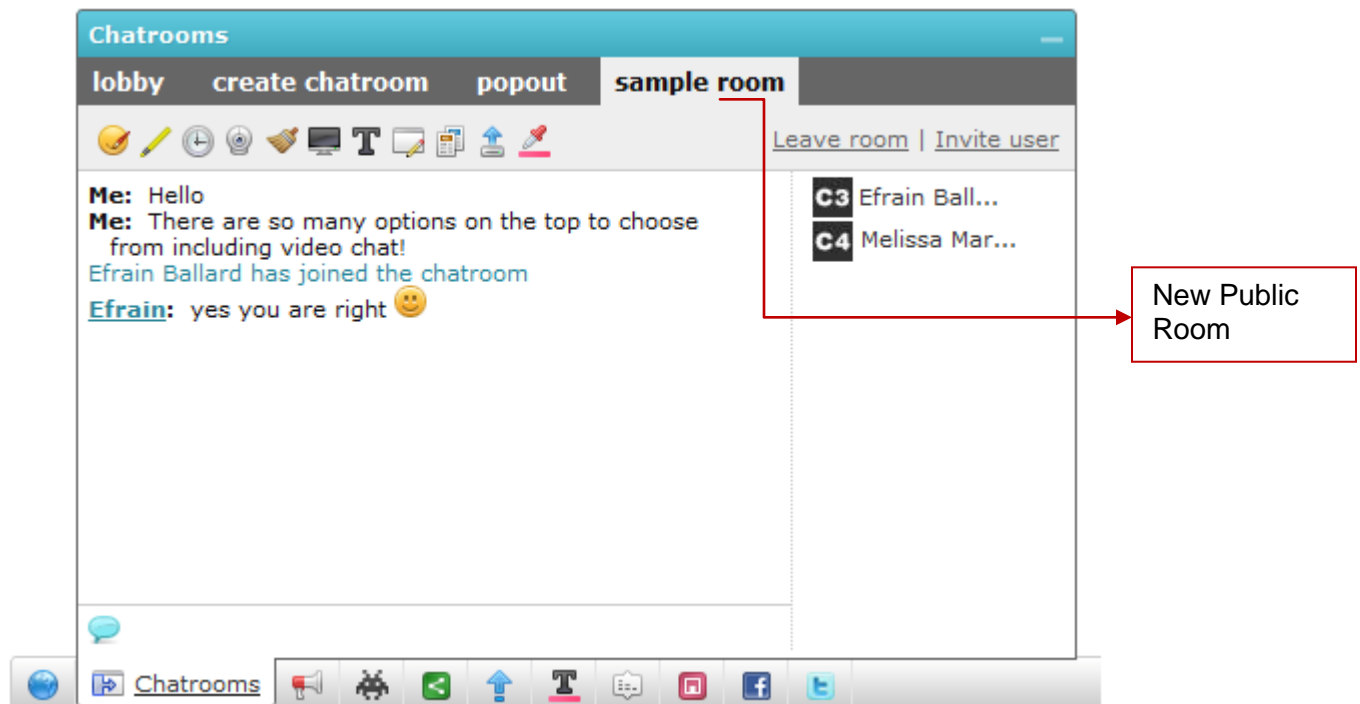 Chatrooms
lobby create chatroom popout sample room
Leave room | Invite user
Me: Hello
Me: There are so many options on the top to choose
from including video chat!
Efrain Ballard has joined the chatroom
Efrain: yes you are right
C3 Efrain Ball...
C4 Melissa Mar...
New Public
Room
Chatrooms